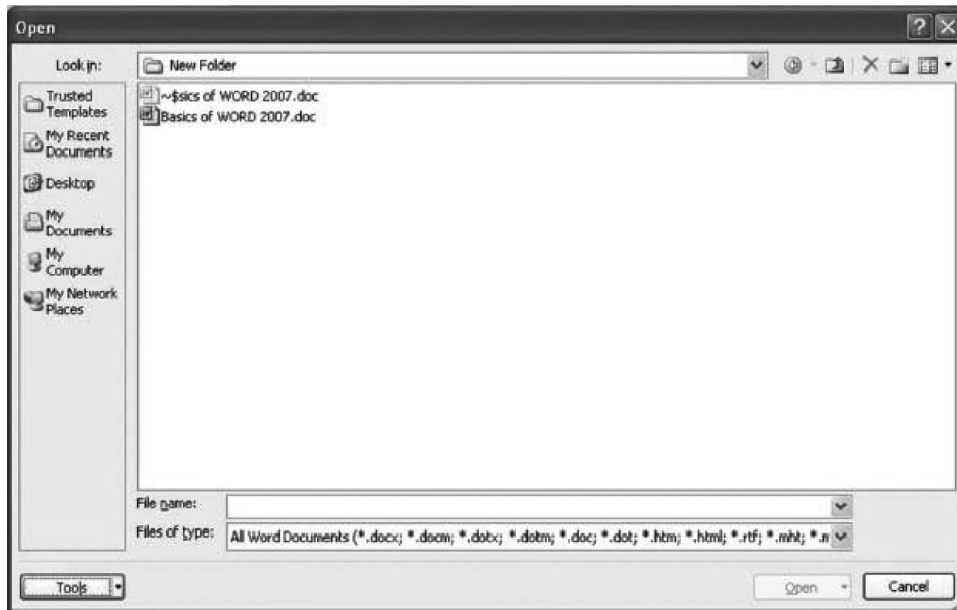 Open
Look in:
New Folder
Trusted
Templates
My Recent
Documents
Desktop
My
Documents
My
Computer
My Network
Places
~$sics of WORD 2007.doc
Basics of WORD 2007.doc
File name:
Files of type:
All Word Documents (*.docx; *.docm; *.dotx; *.dotm; *.doc; *.dot; *.htm; *.html; *.rtf; *.mht; *.m
Tools
Open
Cancel